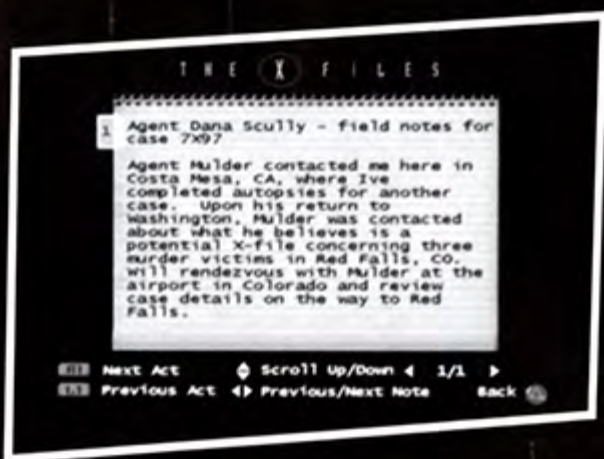 THE X FILES
1
Agent Dana Scully - field notes for
case 7X97
Agent Mulder contacted me here in
Costa Mesa, CA, where Ive
completed autopsies for another
case. Upon his return to
Washington, Mulder was contacted
about what he believes is a
potential X-file concerning three
murder victims in Red Falls, CO.
Will rendezvous with Mulder at the
airport in Colorado and review
case details on the way to Red
Falls.
Next Act Scroll Up/Down 1/1
Previous Act Previous/Next Note Back